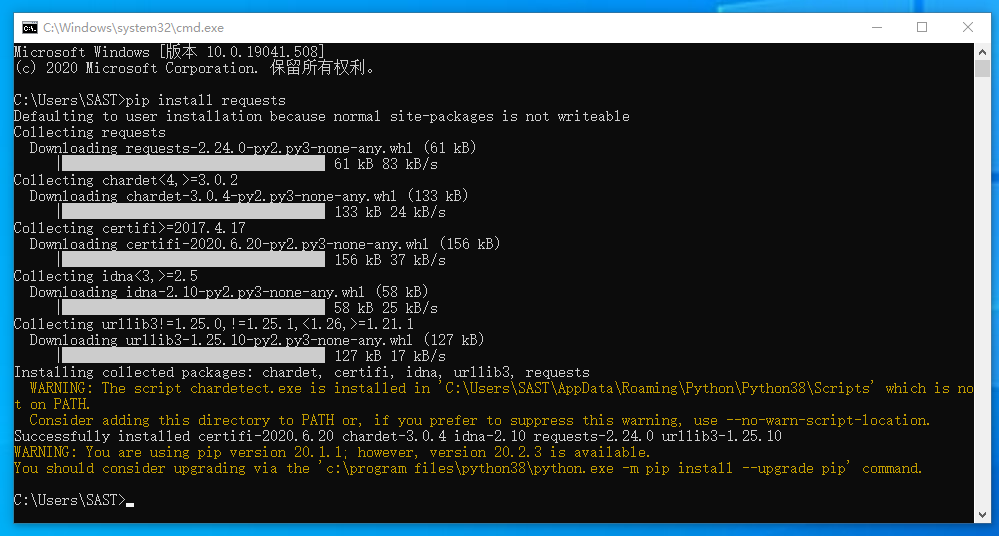 C:\Windows\system32\cmd.exe
Microsoft Windows [版本 10.0.19041.508]
(c) 2020 Microsoft Corporation. 保留所有权利。
C:\Users\SAST>pip install requests
Defaulting to user installation because normal site-packages is not writeable
Collecting requests
Downloading requests-2.24.0-py2.py3-none-any.whl (61 kB)
61 kB 83 kB/s
Collecting chardet<4,>=3.0.2
Downloading chardet-3.0.4-py2.py3-none-any.whl (133 kB)
133 kB 24 kB/s
Collecting certifi>=2017.4.17
Downloading certifi-2020.6.20-py2.py3-none-any.whl (156 kB)
156 kB 37 kB/s
Collecting idna<3,>=2.5
Downloading idna-2.10-py2.py3-none-any.whl (58 kB)
58 kB 25 kB/s
Collecting urllib3!=1.25.0,!=1.25.1,<1.26,>=1.21.1
Downloading urllib3-1.25.10-py2.py3-none-any.whl (127 kB)
127 kB 17 kB/s
Installing collected packages: chardet, certifi, idna, urllib3, requests
WARNING: The script chardetect.exe is installed in 'C:\Users\SAST\AppData\Roaming\Python\Python38\Scripts' which is no
t on PATH.
Consider adding this directory to PATH or, if you prefer to suppress this warning, use --no-warn-script-location.
Successfully installed certifi-2020.6.20 chardet-3.0.4 idna-2.10 requests-2.24.0 urllib3-1.25.10
WARNING: You are using pip version 20.1.1; however, version 20.2.3 is available.
You should consider upgrading via the 'c:\program files\python38\python.exe -m pip install --upgrade pip' command.
C:\Users\SAST>